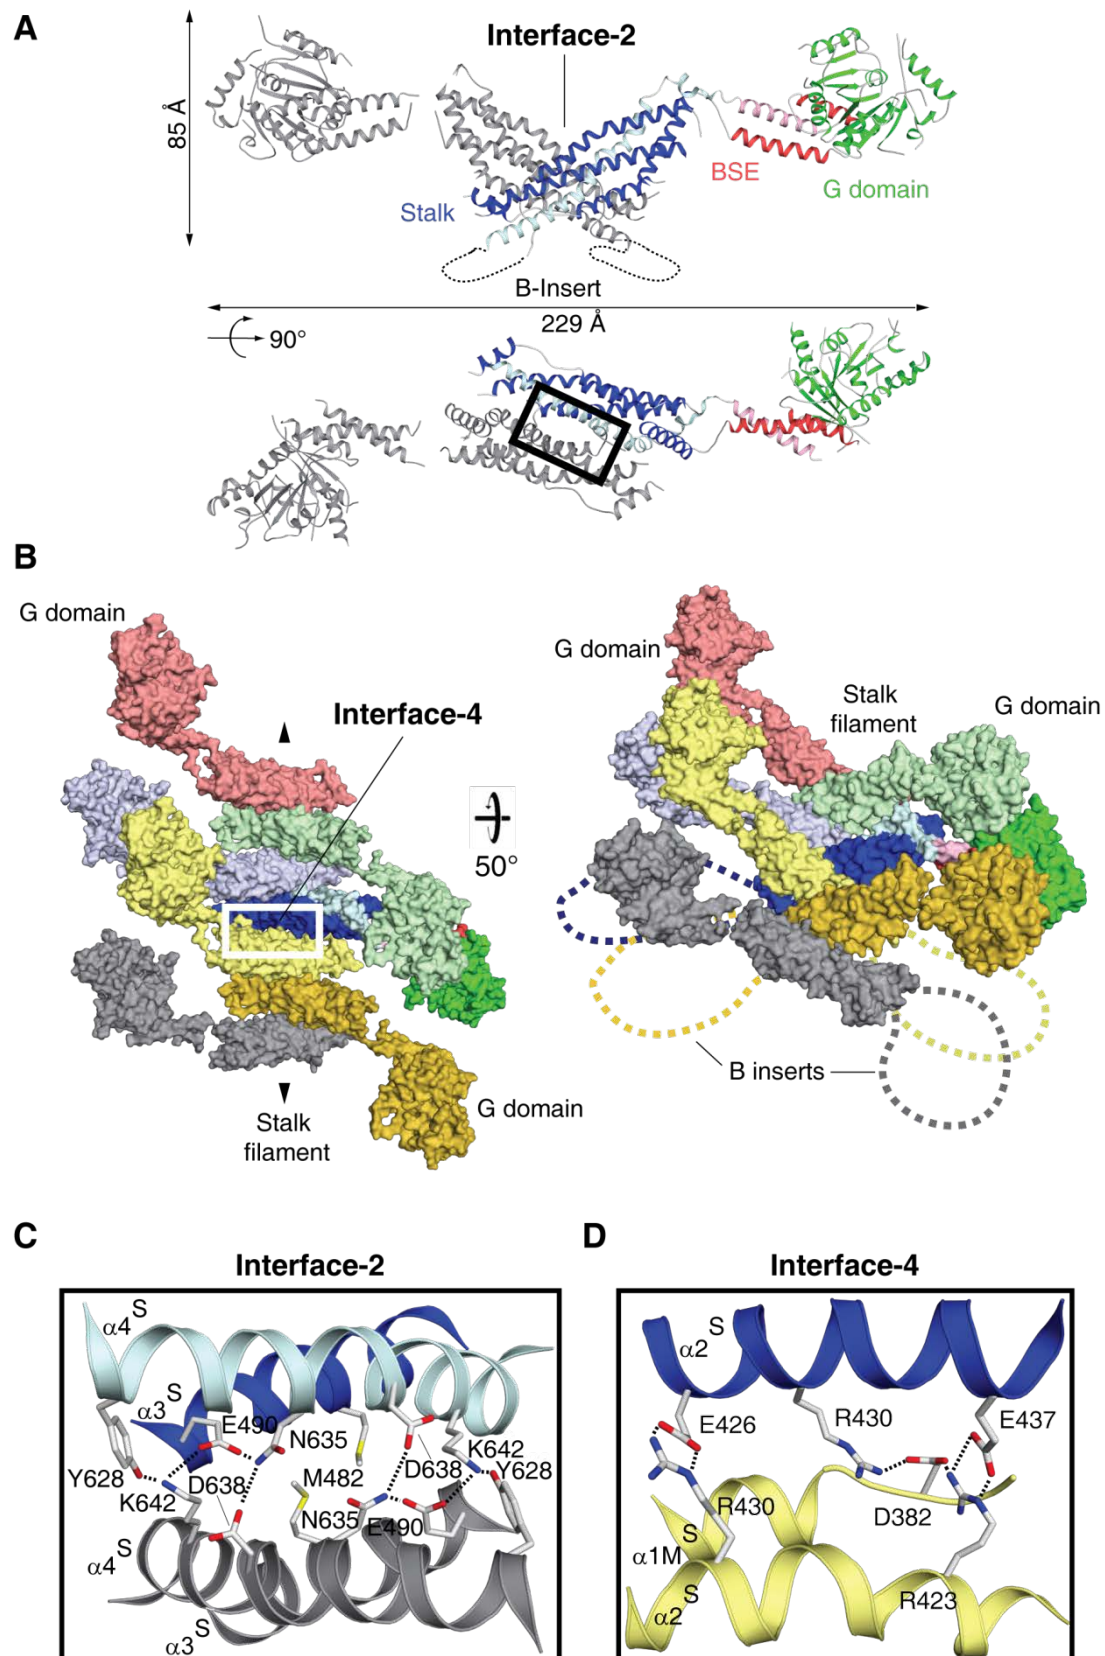 A
Interface-2
85 Å
BSE
Stalk
G domain
B-Insert
229 Å
90°
B
G domain
Interface-4
50°
Stalk
filament
G domain
G domain
Stalk
filament
G domain
B inserts
C
Interface-2
α4S
α3S
E490
N635
K642
Y628
D638
M482
D638
Y628
K642
N635
E490
α4S
α3S
D
Interface-4
α2S
E426
R430
E437
R430
D382
α1MS
α2S
R423